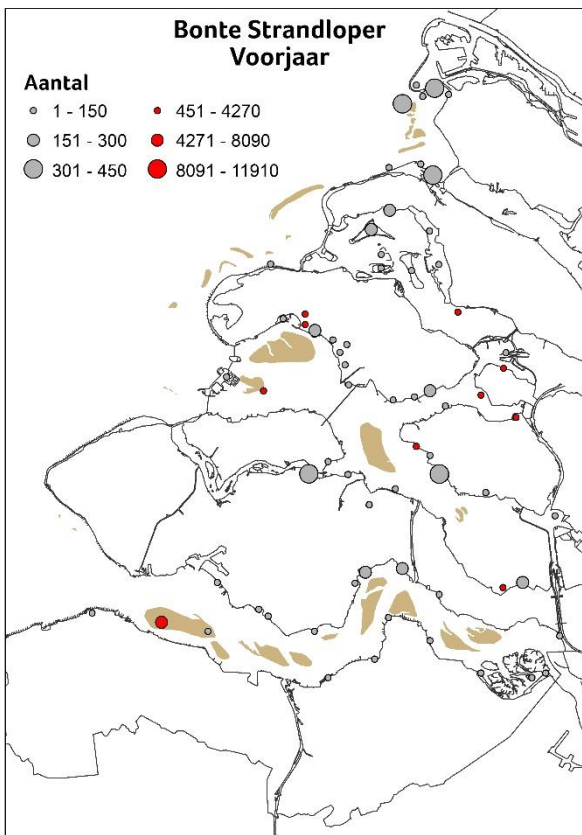 Bonte Strandloper
Voorjaar
Aantal
1 - 150
451 - 4270
151 - 300
4271 - 8090
301 - 450
8091 - 11910